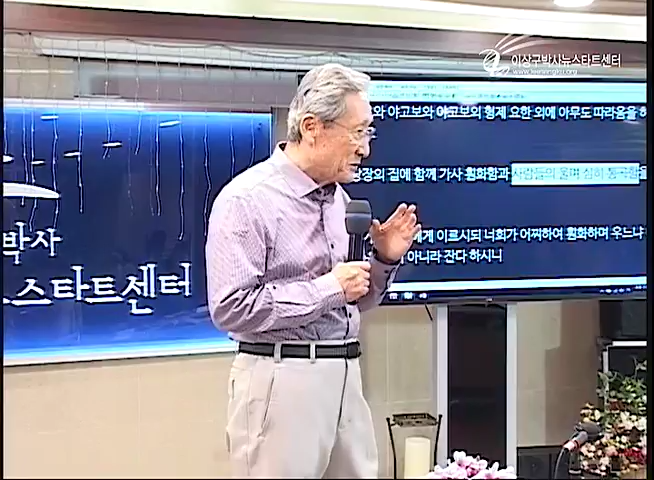 이상구박사뉴스타트센터
와 야고보와 야고보의 형제 요한 외에 아무도 따라옴을 허
장의 집에 함께 가사 훤화함과 사람들의 울며 심히 통곡함을
에게 이르시되 너희가 어찌하여 훤화하며 우느냐
아니라 잔다 하시니
박사
스타트센터